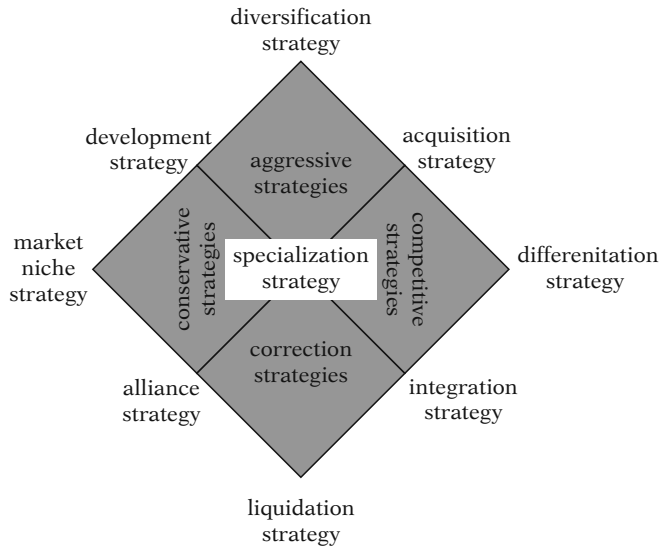 diversification
strategy
development
strategy
acquisition
strategy
aggressive
strategies
market
niche
strategy
conservative
strategies
specialization
strategy
competitive
strategies
differenitation
strategy
correction
strategies
alliance
strategy
integration
strategy
liquidation
strategy